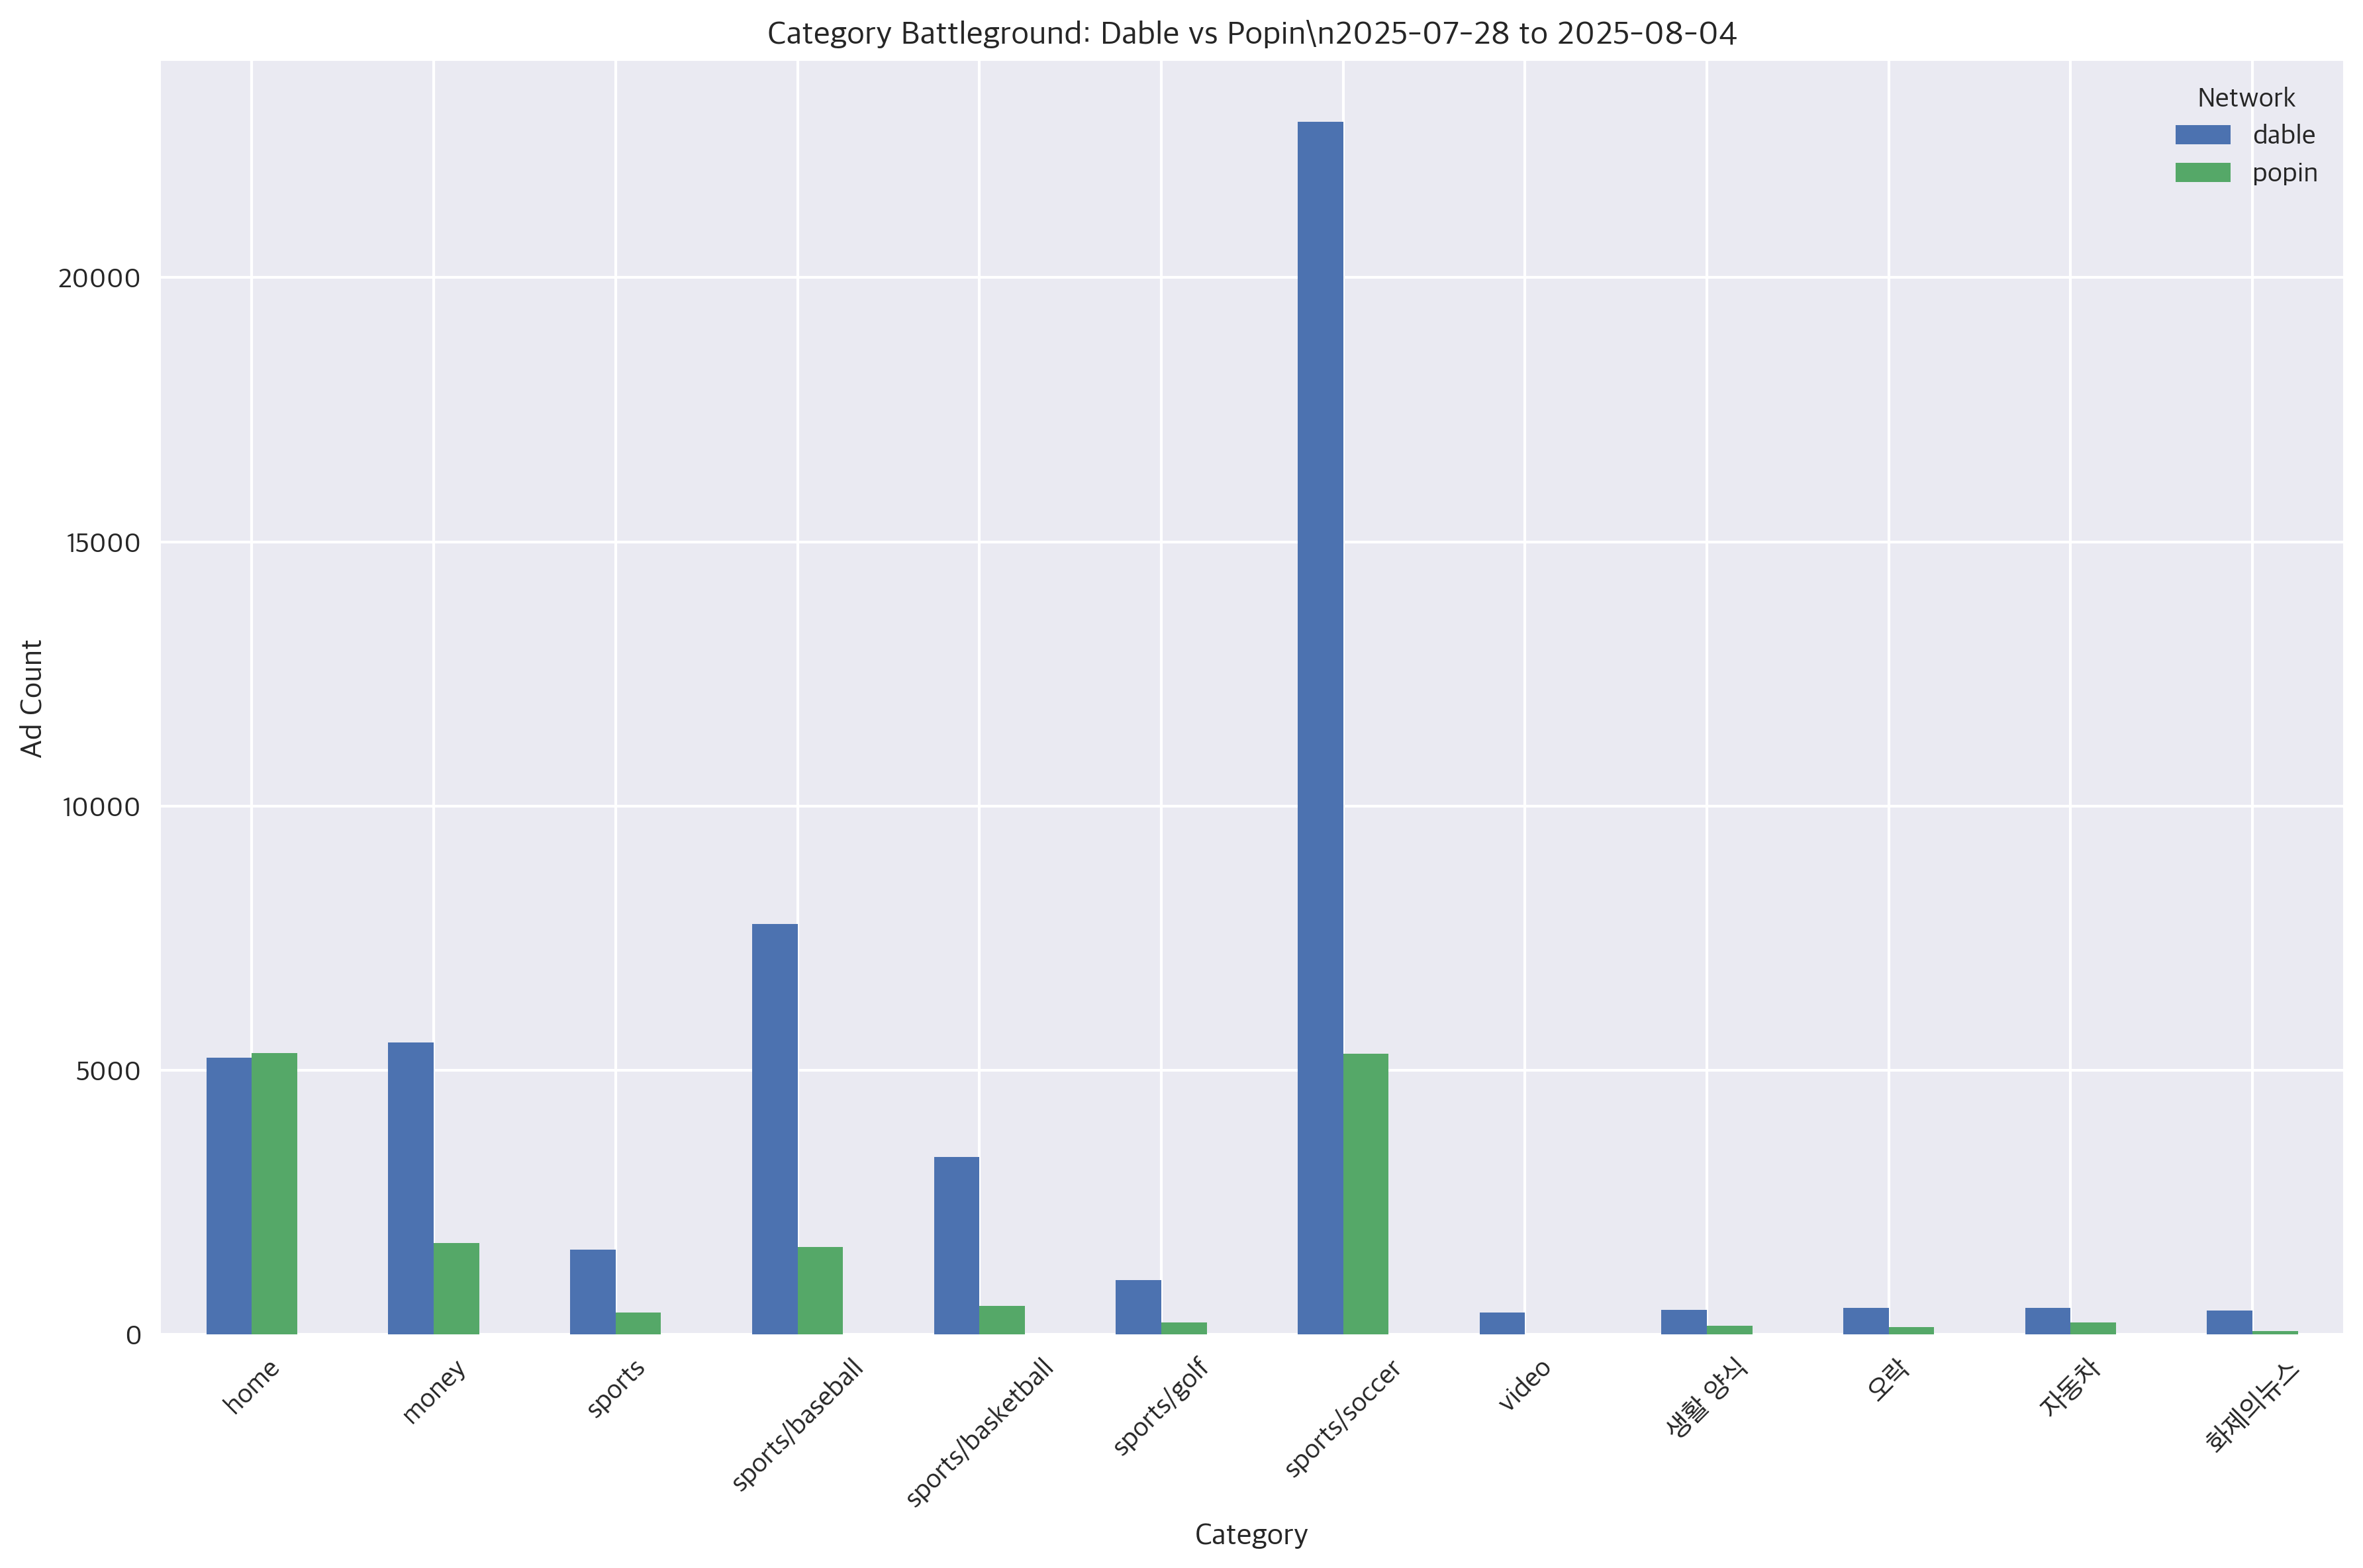 Category Battleground: Dable vs Popin\n2025-07-28 to 2025-08-04
Network
dable
popin
Ad Count
20000
15000
10000
5000
0
home
money
sports
sports/baseball
sports/basketball
sports/golf
sports/soccer
video
생활 양식
오락
자동차
화제의뉴스
Category